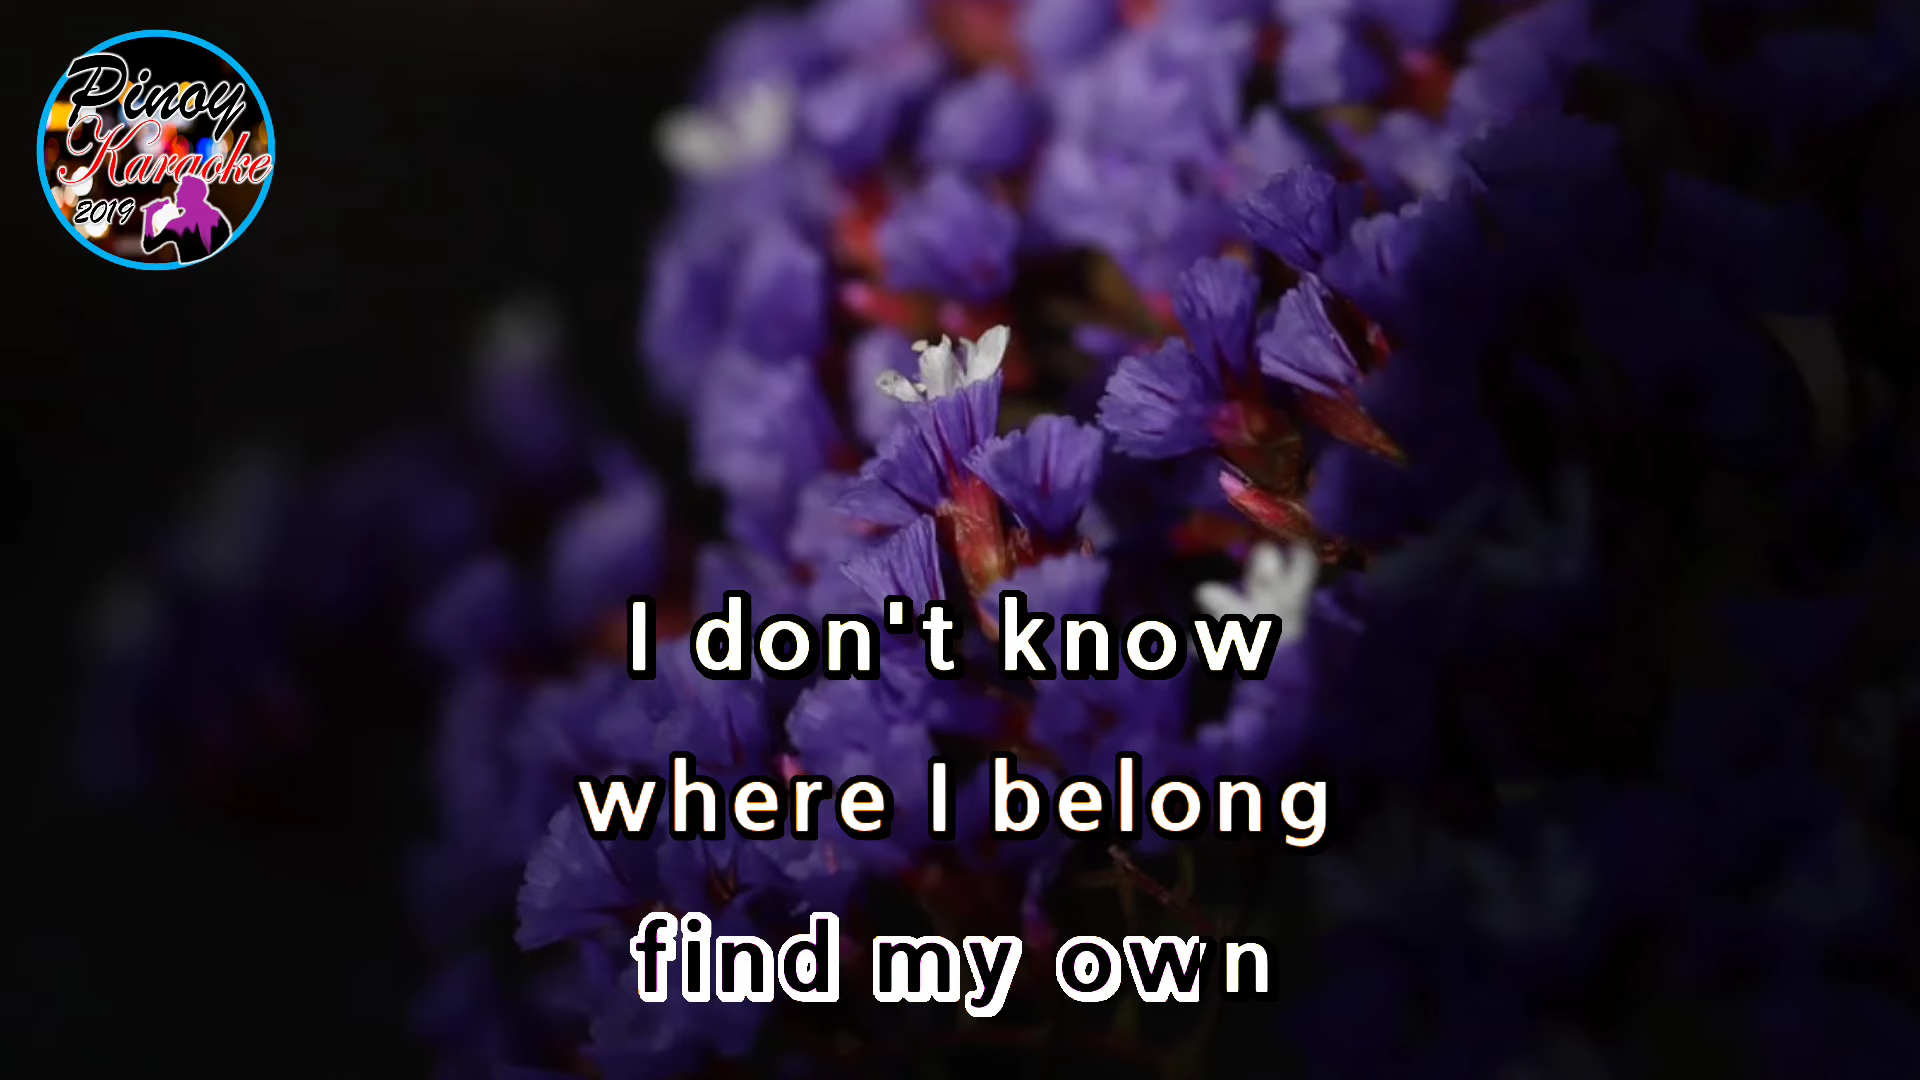 Pinoy
Karaoke
2019
I don't know
where I belong
find my own